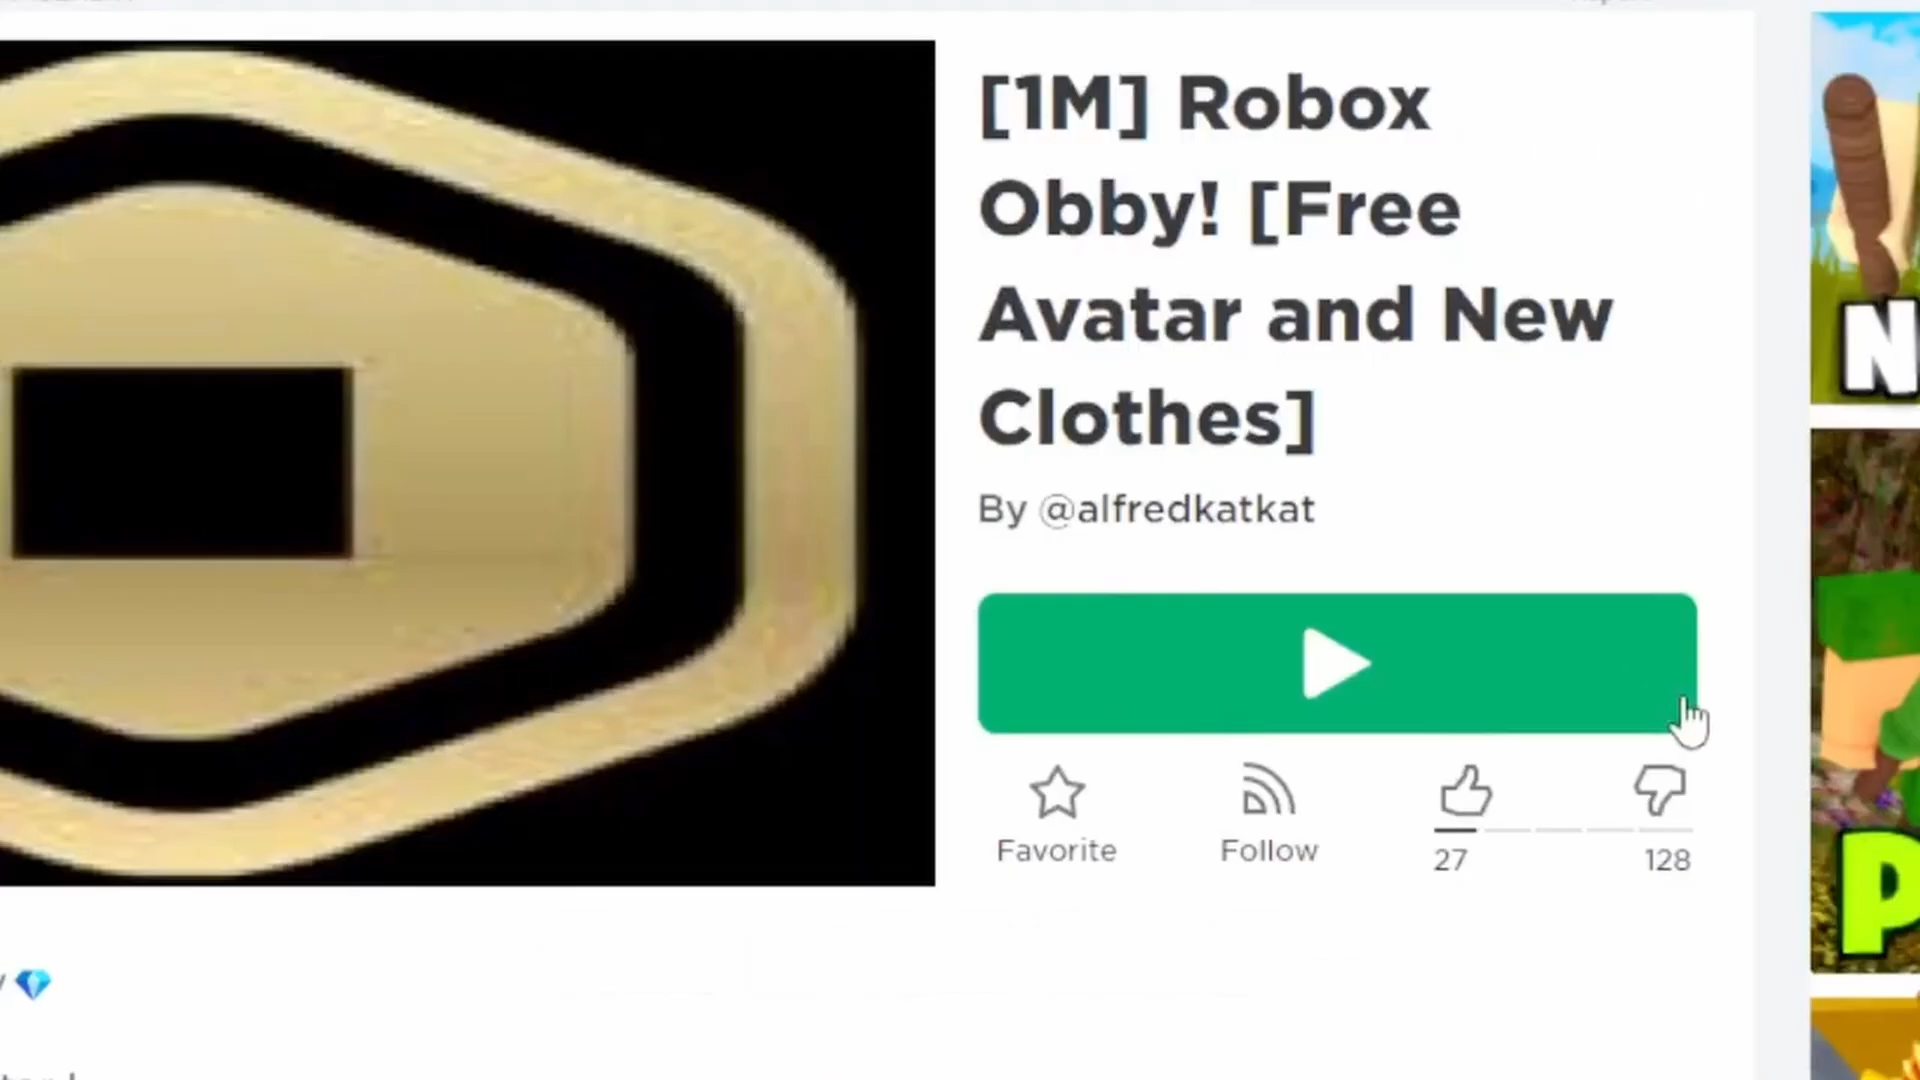 [1M] Robox
Obby! [Free
Avatar and New
Clothes]
By @alfredkatkat
Favorite
Follow
27
128
N
P